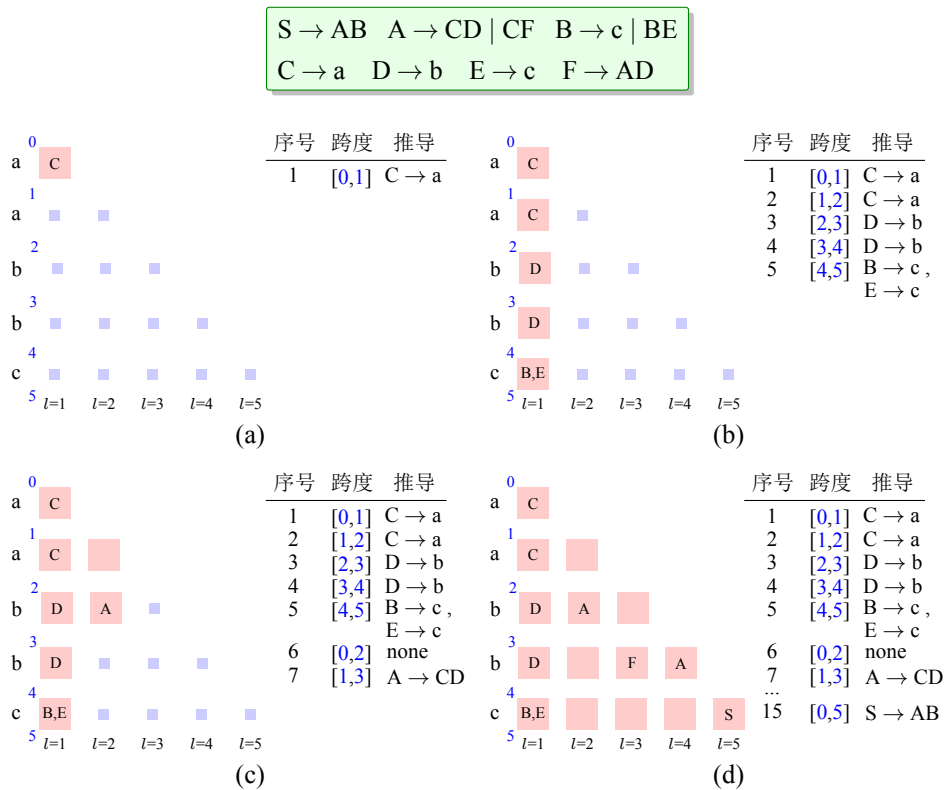 S → AB A → CD | CF B → c | BE
C → a D → b E → c F → AD
0
a C
1
a
2
b
3
b
4
c
5
l=1 l=2 l=3 l=4 l=5
序号 跨度 推导
1 [0,1] C → a
(a)
0
a C
1
a C
2
b D
3
b D
4
c B,E
5
l=1 l=2 l=3 l=4 l=5
序号 跨度 推导
1 [0,1] C → a
2 [1,2] C → a
3 [2,3] D → b
4 [3,4] D → b
5 [4,5] B → c ,
E → c
(b)
0
a C
1
a C
2
b D A
3
b D
4
c B,E
5
l=1 l=2 l=3 l=4 l=5
序号 跨度 推导
1 [0,1] C → a
2 [1,2] C → a
3 [2,3] D → b
4 [3,4] D → b
5 [4,5] B → c ,
E → c
6 [0,2] none
7 [1,3] A → CD
(c)
0
a C
1
a C
2
b D A
3
b D F A
4
c B,E S
5
l=1 l=2 l=3 l=4 l=5
序号 跨度 推导
1 [0,1] C → a
2 [1,2] C → a
3 [2,3] D → b
4 [3,4] D → b
5 [4,5] B → c ,
E → c
6 [0,2] none
7 [1,3] A → CD
...
15 [0,5] S → AB
(d)